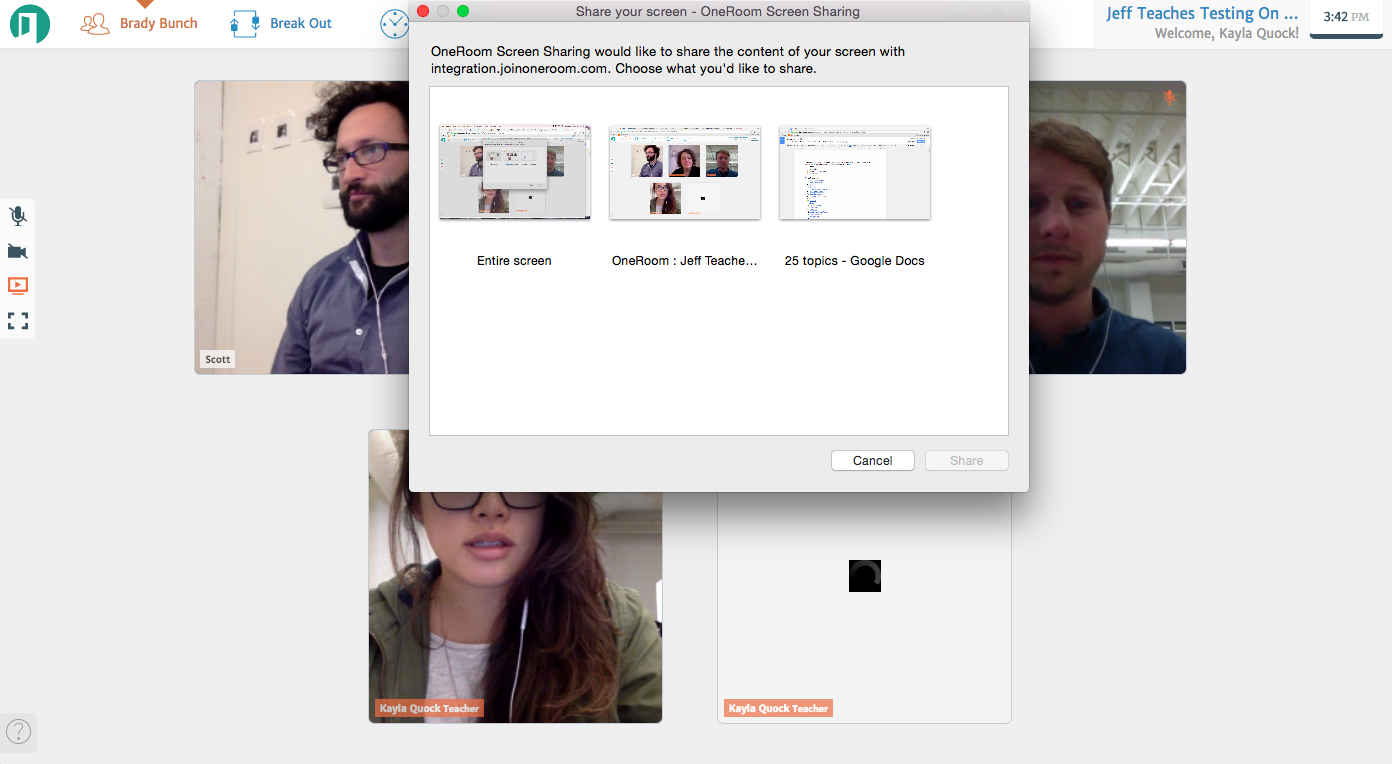 Brady Bunch
Break Out
Share your screen - OneRoom Screen Sharing
Jeff Teaches Testing On ...
Welcome, Kayla Quock!
3:42 PM
OneRoom Screen Sharing would like to share the content of your screen with
integration.joinoneroom.com. Choose what you'd like to share.
Entire screen
OneRoom : Jeff Teache...
25 topics - Google Docs
Scott
Cancel
Share
Kayla Quock Teacher
Kayla Quock Teacher
?